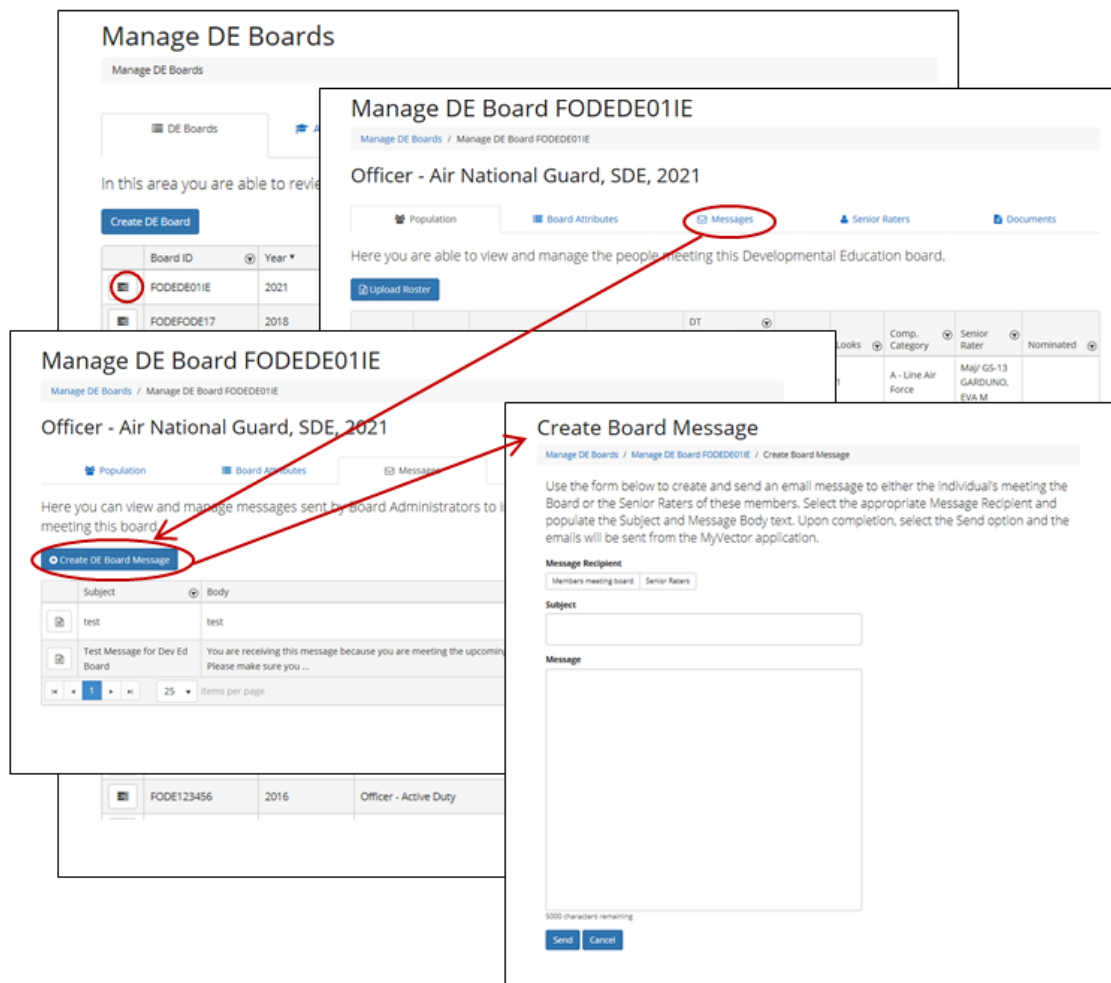 Manage DE Boards
Manage DE Boards
DE Boards
In this area you are able to
Create DE Board
Board ID Year
FODEDE01IE 2021
FODEFODE17 2018
Manage DE Board FODEDE01IE
Manage DE Boards / Manage DE Board FODEDE01IE
Officer - Air National Guard, SDE, 2021
Population Board Attributes Messages Senior Raters Documents
Here you are able to view and manage the people meeting this Developmental Education board.
Upload Roster
DT
Looks Comp. Category Senior Rater Nominated
1 A - Line Air Force Maj/ GS-13 GARDUNO, EVA M
Manage DE Board FODEDE01IE
Manage DE Boards / Manage DE Board FODEDE01IE
Officer - Air National Guard, SDE, 2021
Population Board Attributes Messages
Here you can view and manage messages sent by Board Administrators to
meeting this board.
Create DE Board Message
Subject Body
test test
Test Message for Dev Ed Board
You are receiving this message because you are meeting the upcoming
Please make sure you ...
1 25 items per page
FODE123456 2016 Officer - Active Duty
Create Board Message
Manage DE Boards / Manage DE Board FODEDE01IE / Create Board Message
Use the form below to create and send an email message to either the individual's meeting the
Board or the Senior Raters of these members. Select the appropriate Message Recipient and
populate the Subject and Message Body text. Upon completion, select the Send option and the
emails will be sent from the MyVector application.
Message Recipient
Members meeting board Senior Raters
Subject
Message
5000 characters remaining
Send Cancel